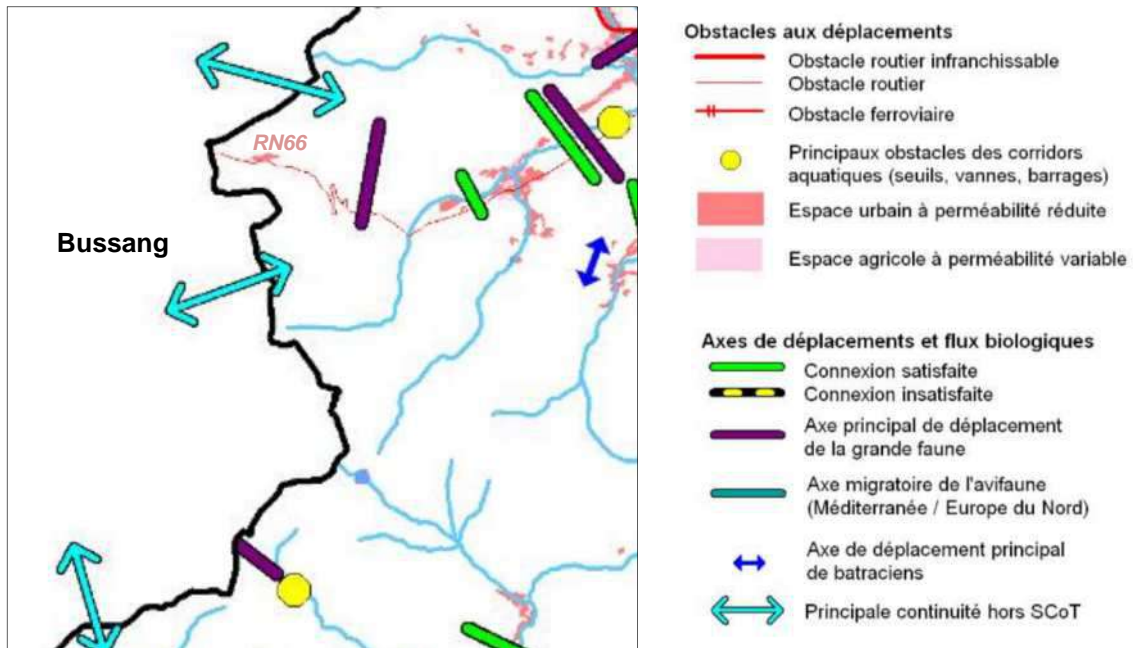 RN66
Bussang
Obstacles aux déplacements
Obstacle routier infranchissable
Obstacle routier
Obstacle ferroviaire
Principaux obstacles des corridors
aquatiques (seuils, vannes, barrages)
Espace urbain à perméabilité réduite
Espace agricole à perméabilité variable
Axes de déplacements et flux biologiques
Connexion satisfaite
Connexion insatisfaite
Axe principal de déplacement
de la grande faune
Axe migratoire de l'avifaune
(Méditerranée / Europe du Nord)
Axe de déplacement principal
de batraciens
Principale continuité hors SCoT